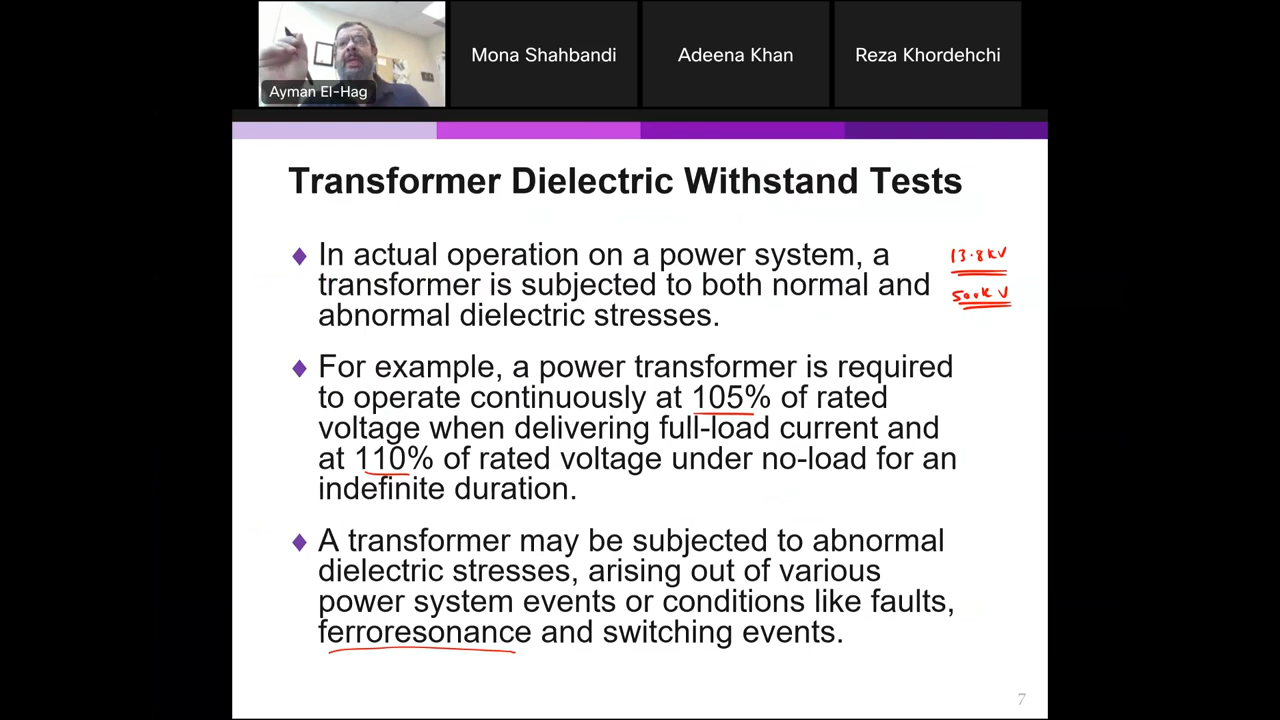 Mona Shahbandi
Adeena Khan
Reza Khordehchi
Ayman El-Hag
Transformer Dielectric Withstand Tests
In actual operation on a power system, a
transformer is subjected to both normal and
abnormal dielectric stresses.
13.8KV
500KV
For example, a power transformer is required
to operate continuously at 105% of rated
voltage when delivering full-load current and
at 110% of rated voltage under no-load for an
indefinite duration.
A transformer may be subjected to abnormal
dielectric stresses, arising out of various
power system events or conditions like faults,
ferroresonance and switching events.
7